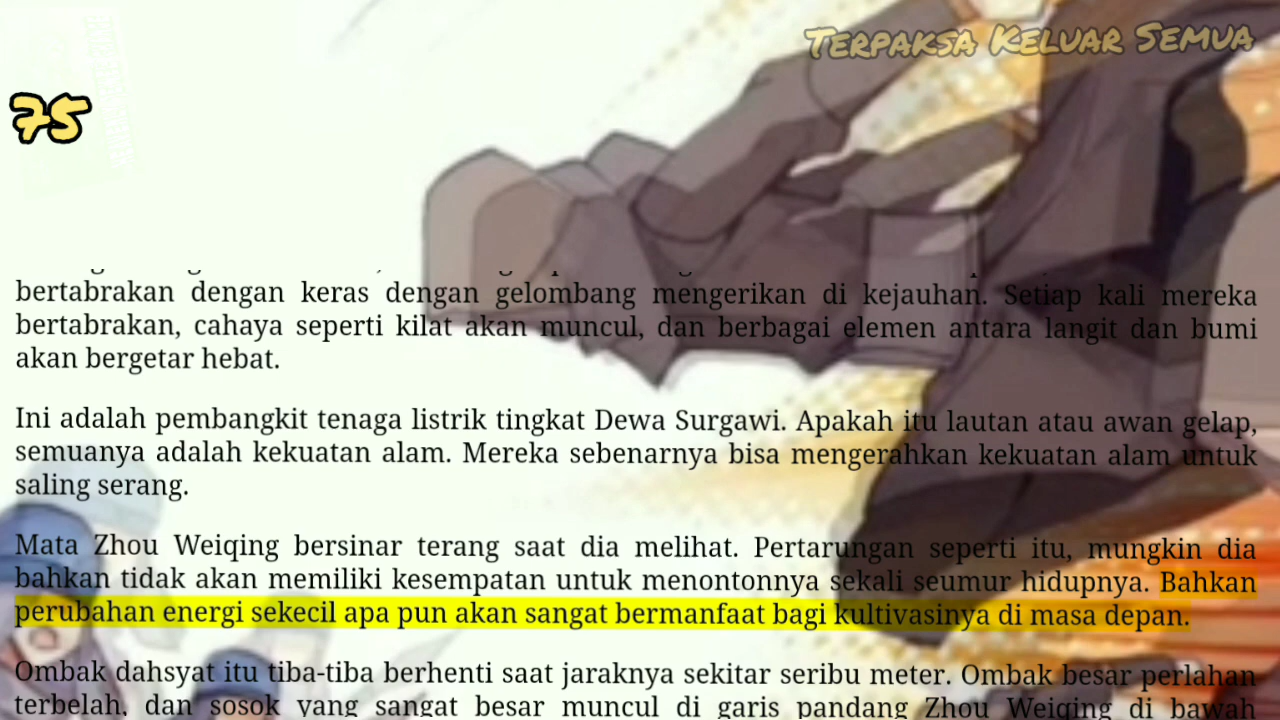 Terpaksa Keluar Semua
75
bertabrakan dengan keras dengan gelombang mengerikan di kejauhan. Setiap kali mereka
bertabrakan, cahaya seperti kilat akan muncul, dan berbagai elemen antara langit dan bumi
akan bergetar hebat.
Ini adalah pembangkit tenaga listrik tingkat Dewa Surgawi. Apakah itu lautan atau awan gelap,
semuanya adalah kekuatan alam. Mereka sebenarnya bisa mengerahkan kekuatan alam untuk
saling serang.
Mata Zhou Weiqing bersinar terang saat dia melihat. Pertarungan seperti itu, mungkin dia
bahkan tidak akan memiliki kesempatan untuk menontonnya sekali seumur hidupnya. Bahkan
perubahan energi sekecil apa pun akan sangat bermanfaat bagi kultivasinya di masa depan.
Ombak dahsyat itu tiba-tiba berhenti saat jaraknya sekitar seribu meter. Ombak besar perlahan
terbelah, dan sosok yang sangat besar muncul di garis pandang Zhou Weiqing di bawah